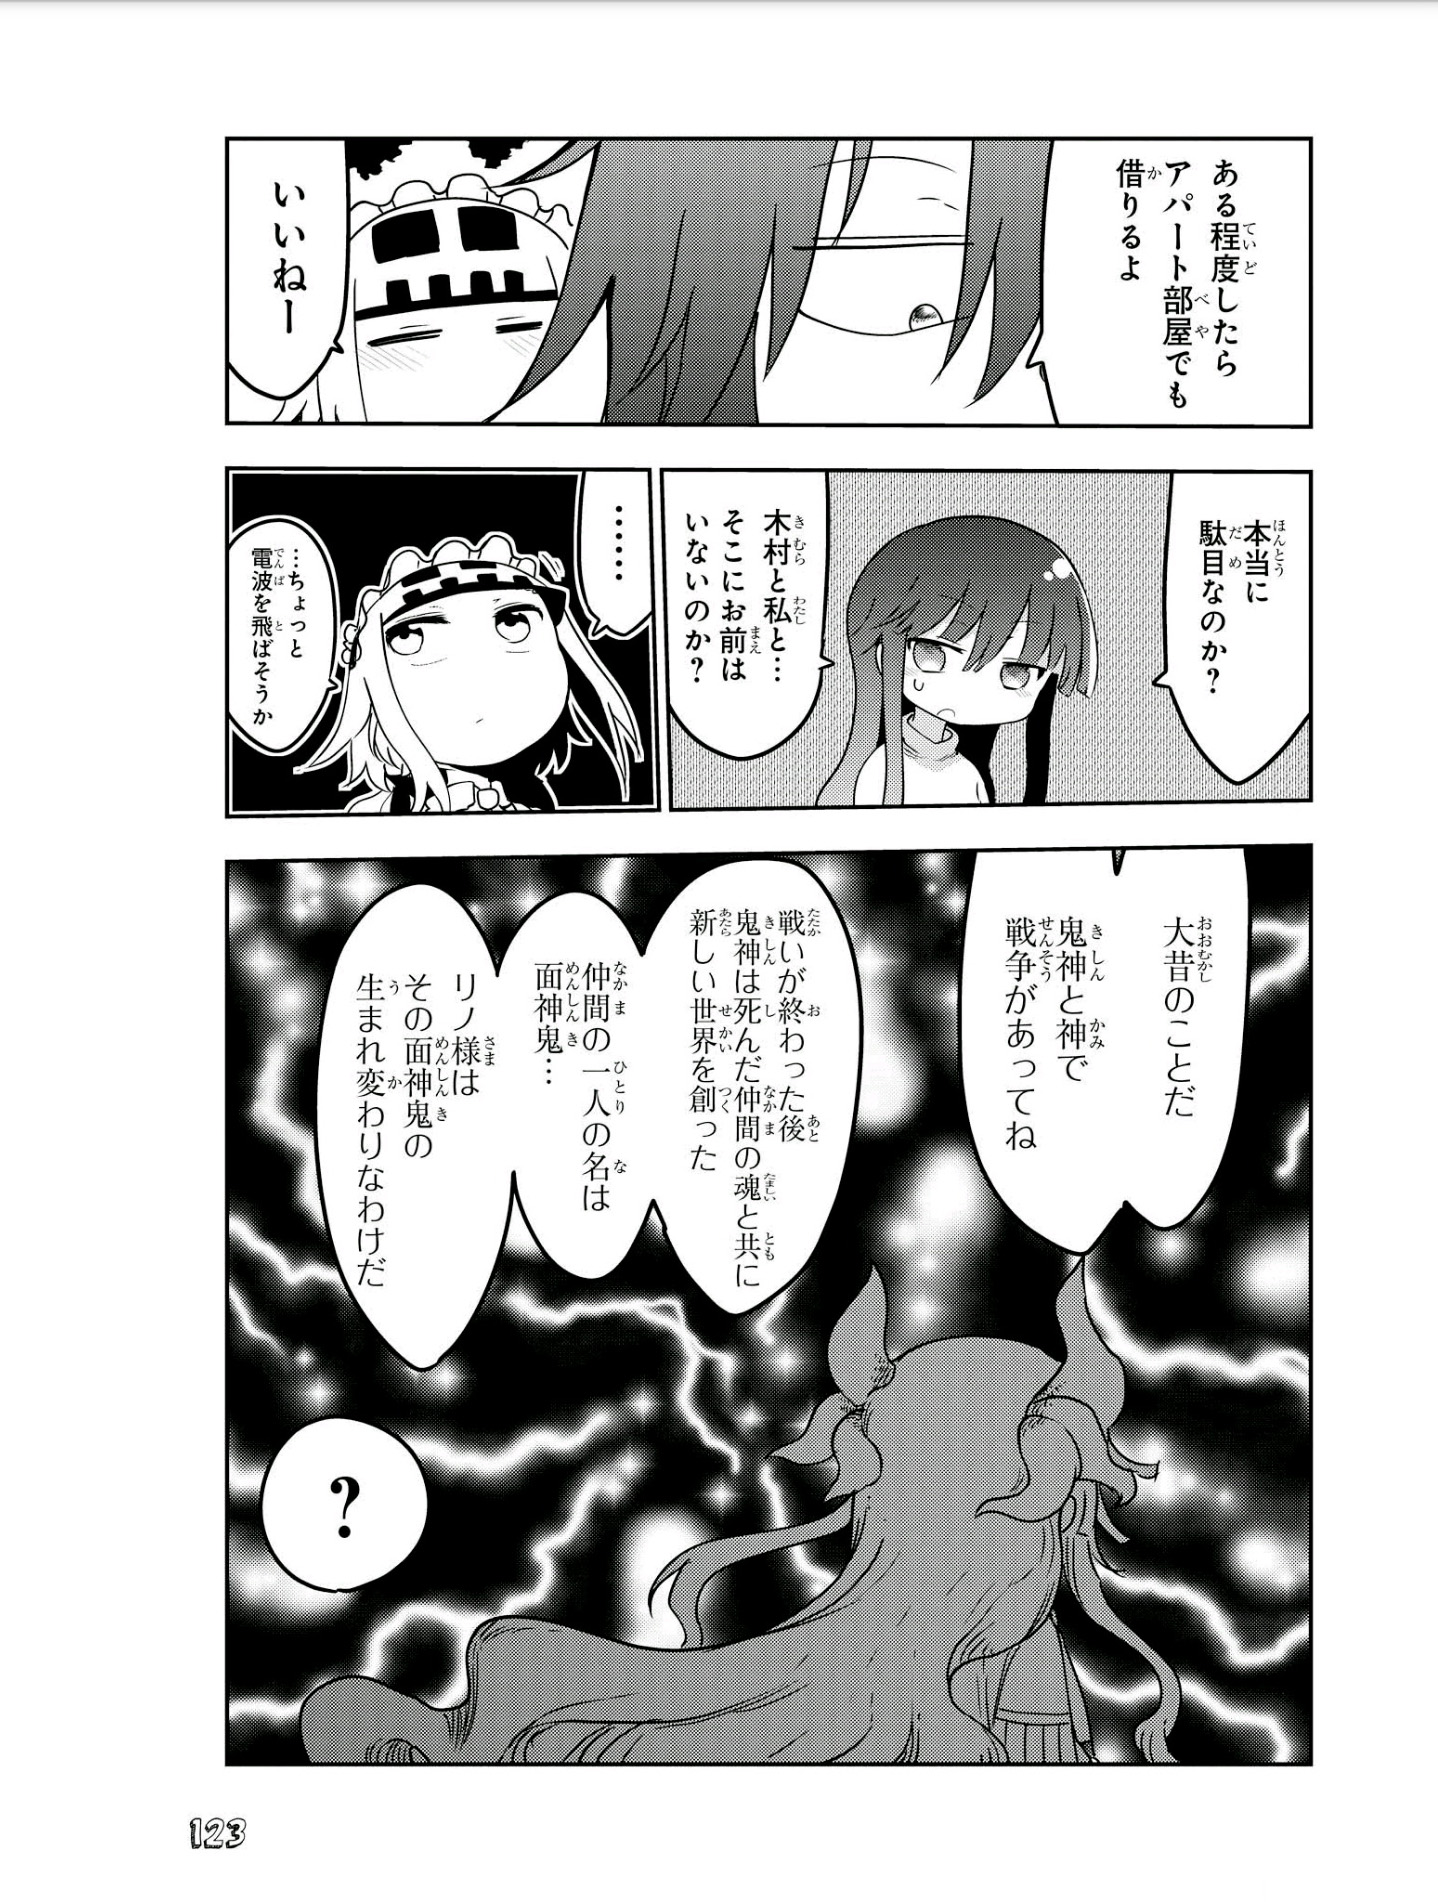 ある程度したら
アパート部屋でも
借りるよ
いいねー
本当に
駄目なのか?
木村と私と…
そこにお前は
いないのか?
……
…ちょっと
電波を飛ばそうか
大昔のことだ
鬼神と神で
戦争があってね
戦いが終わった後
鬼神は死んだ仲間の魂と共に
新しい世界を創った
仲間の一人の名は
面神鬼…
リノ様は
その面神鬼の
生まれ変わりなわけだ
?
123